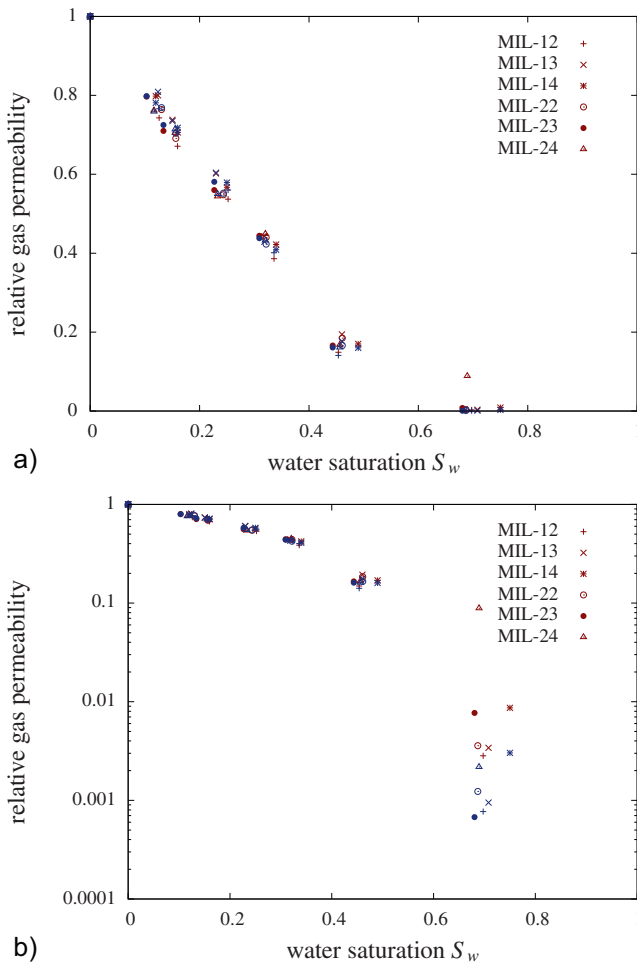 1
0.8
0.6
0.4
0.2
0
0 0.2 0.4 0.6 0.8 1
relative gas permeability
water saturation S_w
MIL-12
MIL-13
MIL-14
MIL-22
MIL-23
MIL-24
a)
1
0.1
0.01
0.001
0.0001
0 0.2 0.4 0.6 0.8
relative gas permeability
water saturation S_w
MIL-12
MIL-13
MIL-14
MIL-22
MIL-23
MIL-24
b)